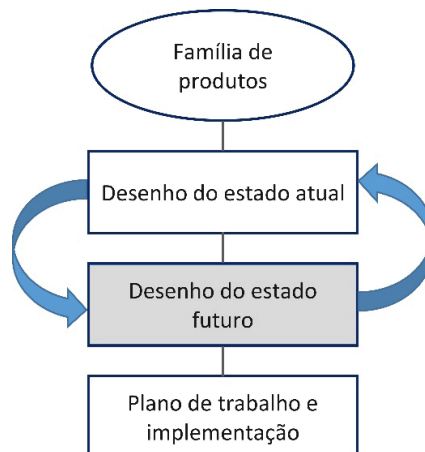 Família de
produtos
Desenho do estado atual
Desenho do estado
futuro
Plano de trabalho e
implementação